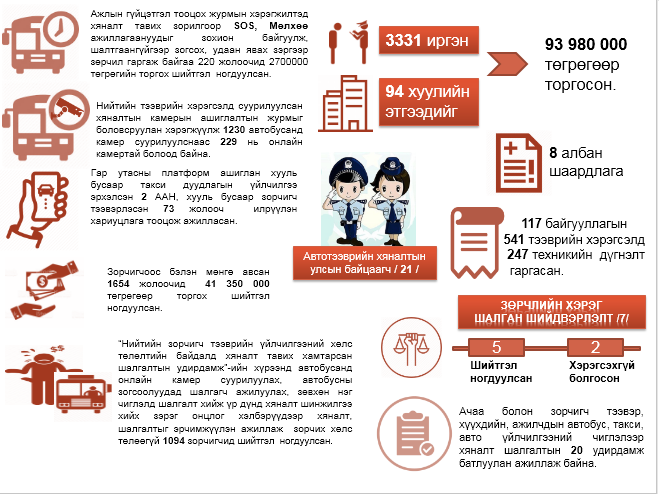 Ажлын гүйцэтгэл тооцох журмын хэрэгжилтэд
хяналт тавих зорилгоор SOS, Мөлхөө
ажиллагаануудыг зохион байгуулж,
шалтгаангүйгээр зогсох, удаан явах зэргээр
зөрчил гаргаж байгаа 220 жолоочид 2700000
төгрөгийн торгох шийтгэл ногдуулсан.
Нийтийн тээврийн хэрэгсэлд суурилуулсан
хяналтын камерын ашиглалтын журмыг
боловсруулан хэрэгжүүлж 1230 автобусанд
камер суурилуулснаас 229 нь онлайн
камертай болоод байна.
Гар утасны платформ ашиглан хууль
бусаар такси дуудлагын үйлчилгээ
эрхэлсэн 2 ААН, хууль бусаар зорчигч
тээвэрлэсэн 73 жолооч илрүүлэн
хариуцлага тооцож ажилласан.
Зорчигчоос бэлэн мөнгө авсан
1654 жолоочид 41 350 000
төгрөгөөр торгох шийтгэл
ногдуулсан.
"Нийтийн зорчигч тээврийн үйлчилгээний хөлс
төлөлтийн байдалд хяналт тавих хамтарсан
шалгалтын удирдамж"-ийн хүрээнд автобусанд
онлайн камер суурилуулах, автобусны
зогсоолуудад шалгагч ажиллуулах, зөвхөн нэг
чиглэлд шалгалт хийж үр дүнд хяналт шинжилгээ
хийх зэрэг онцлог хэлбэрүүдээр хяналт,
шалгалтыг эрчимжүүлэн ажиллаж зорчих хөлс
төлөөгүй 1094 зорчигчид шийтгэл ногдуулсан.
3331 иргэн
94 хуулийн
этгээдийг
93 980 000
төгрөгөөр
торгосон.
8 албан
шаардлага
Автотээврийн хяналтын
улсын байцаагч / 21 /
117 байгууллагын
541 тээврийн хэрэгсэлд
247 техникийн дүгнэлт
гаргасан.
ЗӨРЧЛИЙН ХЭРЭГ
ШАЛГАН ШИЙДВЭРЛЭЛТ /7/
5 2
Шийтгэл Хэрэгсэхгүй
ногдуулсан болгосон
Ачаа болон зорчигч тээвэр,
хүүхдийн, ажилчдын автобус, такси,
авто үйлчилгээний чиглэлээр
хяналт шалгалтын 20 удирдамж
батлуулан ажиллаж байна.